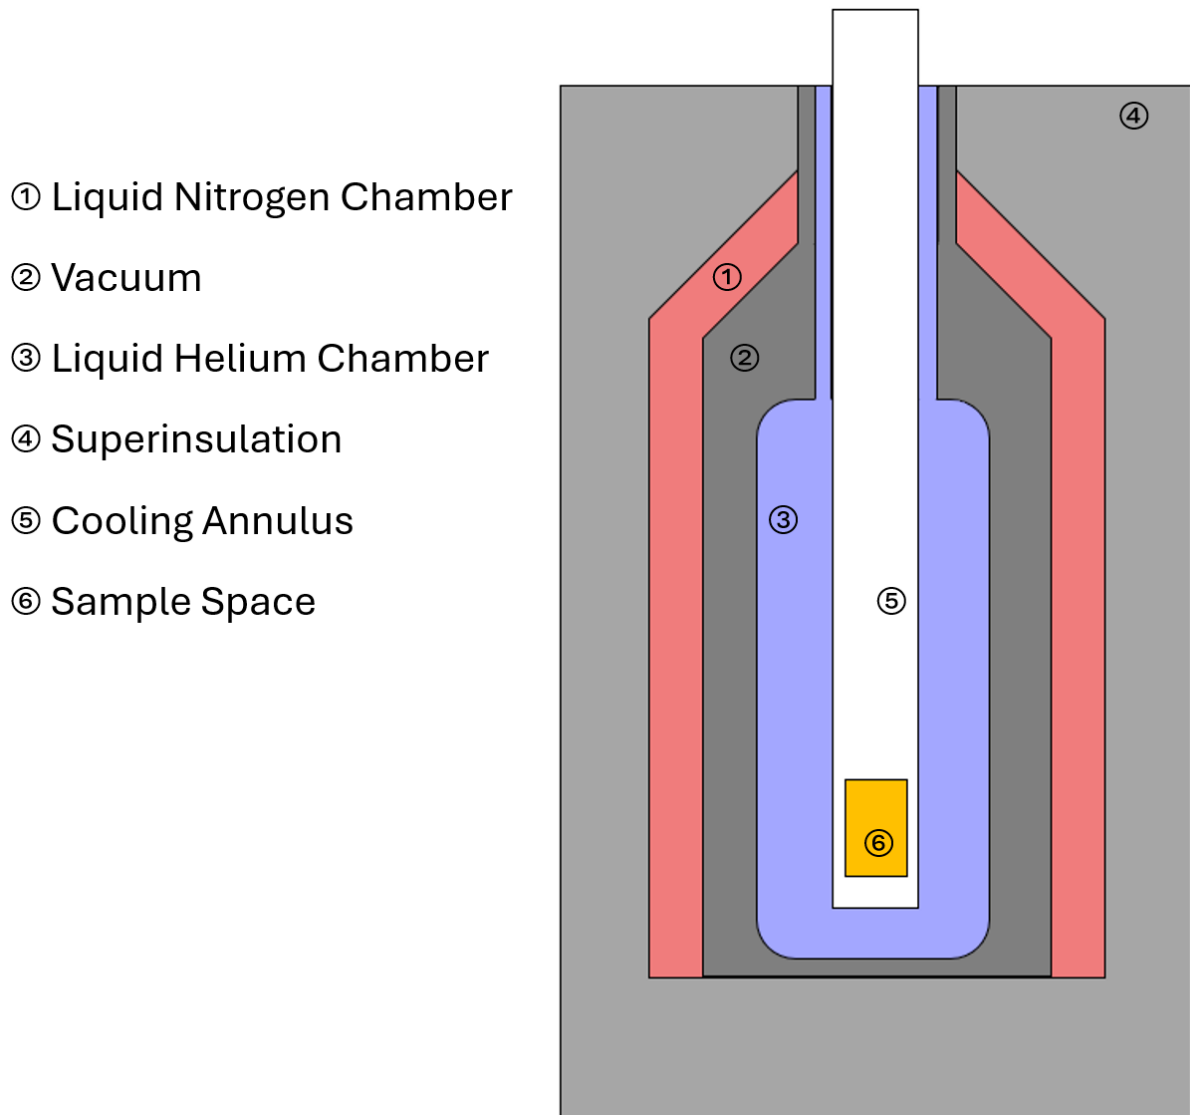 ① Liquid Nitrogen Chamber
② Vacuum
③ Liquid Helium Chamber
④ Superinsulation
⑤ Cooling Annulus
⑥ Sample Space
④
①
②
③
⑤
⑥